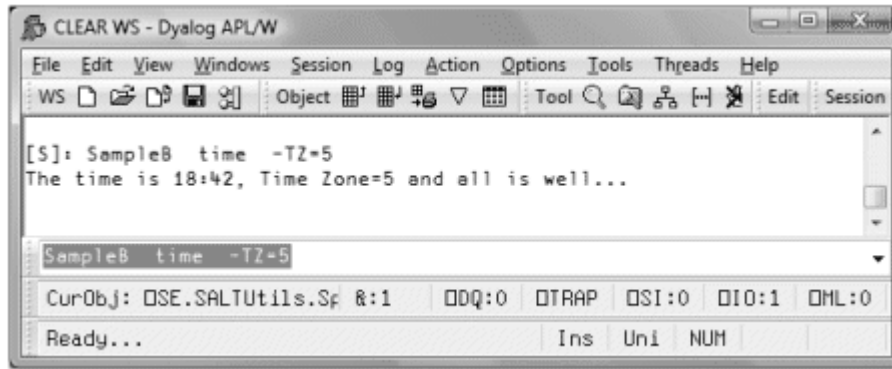 CLEAR WS - Dyalog APL/W
File Edit View Windows Session Log Action Options Tools Threads Help
WS Object Tool Edit Session
[S]: SampleB time -TZ=5
The time is 18:42, Time Zone=5 and all is well...
SampleB time -TZ=5
CurObj: ⎕SE.SALTUtils.Sp &:1 ⎕DQ:0 ⎕TRAP ⎕SI:0 ⎕IO:1 ⎕ML:0
Ready... Ins Uni NUM